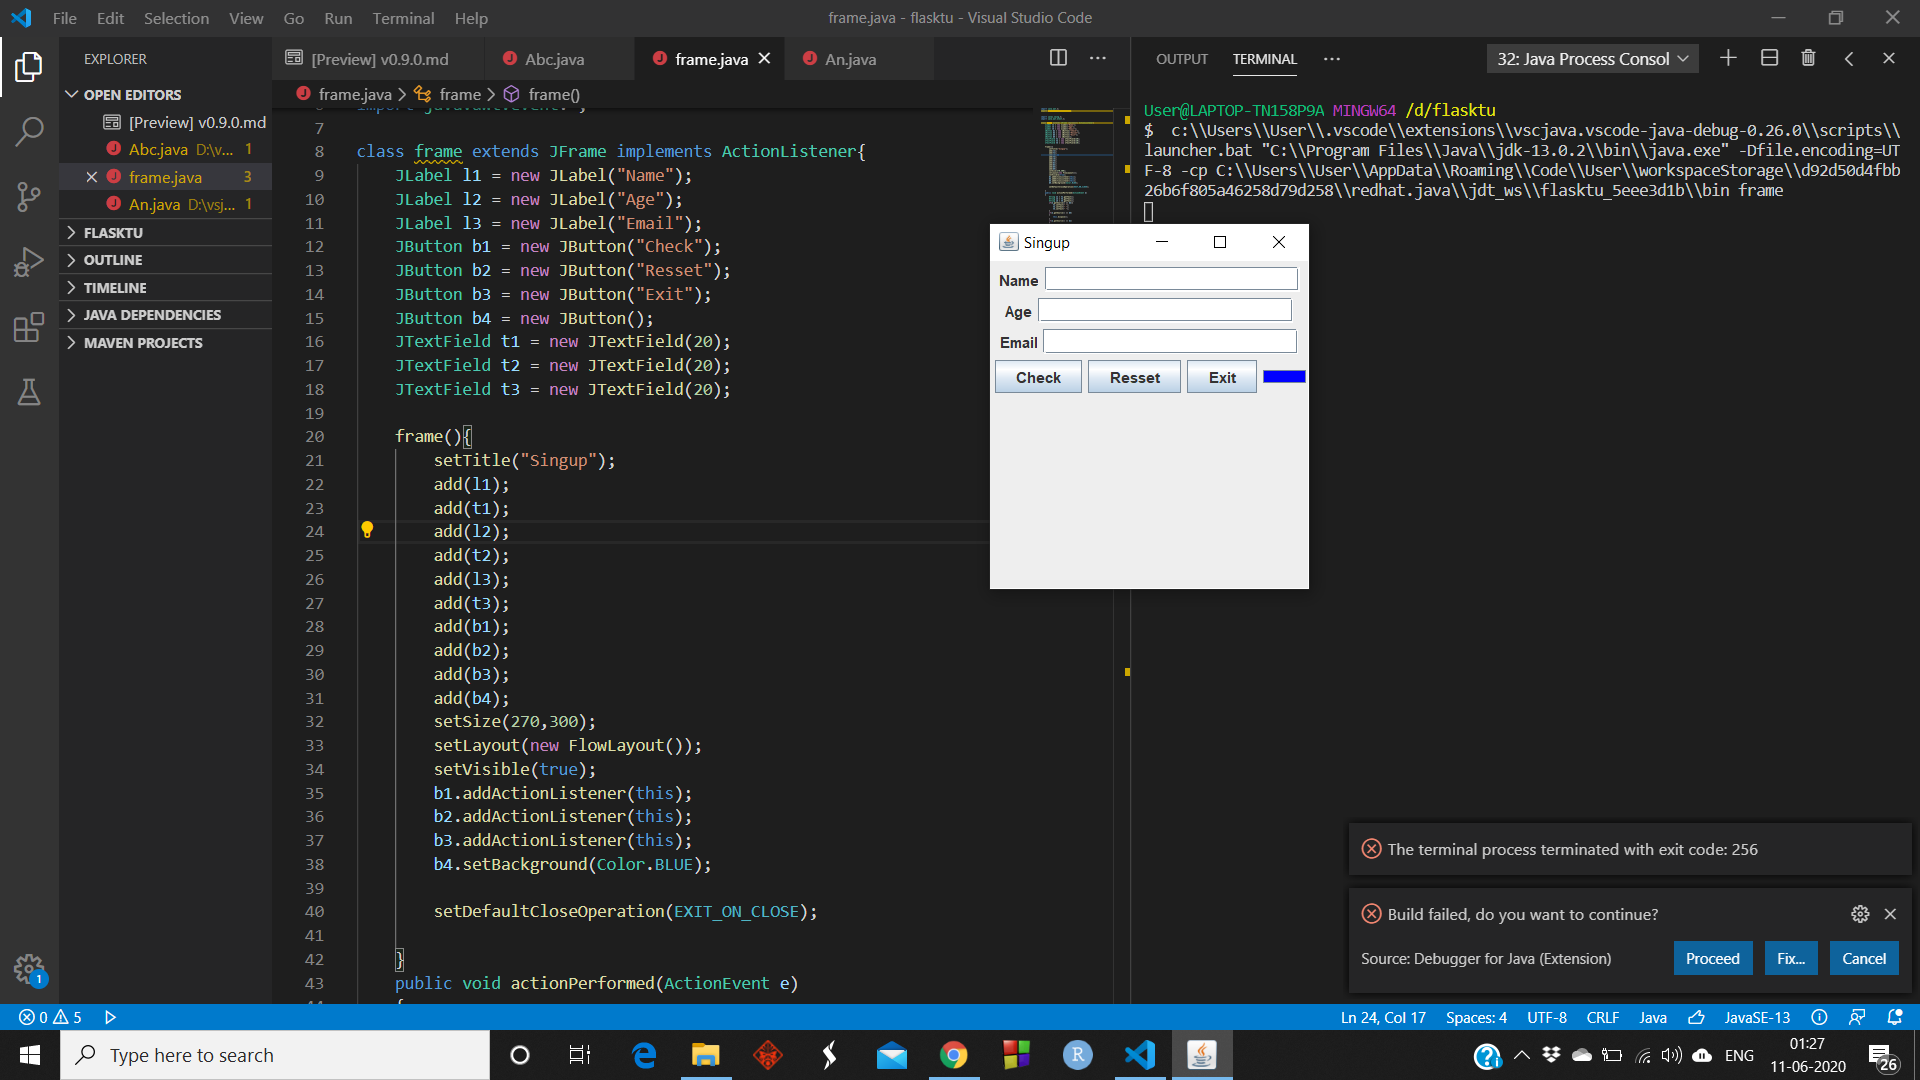 File Edit Selection View Go Run Terminal Help
frame.java - flasktu - Visual Studio Code
EXPLORER
OPEN EDITORS
[Preview] v0.9.0.md
Abc.java D:\v... 1
frame.java 3
An.java D:\vsj... 1
FLASKTU
OUTLINE
TIMELINE
JAVA DEPENDENCIES
MAVEN PROJECTS
1
[Preview] v0.9.0.md Abc.java frame.java An.java
frame.java frame frame()
7
8 class frame extends JFrame implements ActionListener{
9 JLabel l1 = new JLabel("Name");
10 JLabel l2 = new JLabel("Age");
11 JLabel l3 = new JLabel("Email");
12 JButton b1 = new JButton("Check");
13 JButton b2 = new JButton("Resset");
14 JButton b3 = new JButton("Exit");
15 JButton b4 = new JButton();
16 JTextField t1 = new JTextField(20);
17 JTextField t2 = new JTextField(20);
18 JTextField t3 = new JTextField(20);
19
20 frame(){
21 setTitle("Singup");
22 add(l1);
23 add(t1);
24 add(l2);
25 add(t2);
26 add(l3);
27 add(t3);
28 add(b1);
29 add(b2);
30 add(b3);
31 add(b4);
32 setSize(270,300);
33 setLayout(new FlowLayout());
34 setVisible(true);
35 b1.addActionListener(this);
36 b2.addActionListener(this);
37 b3.addActionListener(this);
38 b4.setBackground(Color.BLUE);
39
40 setDefaultCloseOperation(EXIT_ON_CLOSE);
41
42 }
43 public void actionPerformed(ActionEvent e)
OUTPUT TERMINAL 32: Java Process Consol
User@LAPTOP-TN158P9A MINGW64 /d/flasktu
$ c:\\Users\\User\\.vscode\\extensions\\vscjava.vscode-java-debug-0.26.0\\scripts\\
launcher.bat "C:\\Program Files\\Java\\jdk-13.0.2\\bin\\java.exe" -Dfile.encoding=UT
F-8 -cp C:\\Users\\User\\AppData\\Roaming\\Code\\User\\workspaceStorage\\d92d50d4fbb
26b6f805a46258d79d258\\redhat.java\\jdt_ws\\flasktu_5eee3d1b\\bin frame
Singup
Name
Age
Email
Check Resset Exit
The terminal process terminated with exit code: 256
Build failed, do you want to continue?
Source: Debugger for Java (Extension) Proceed Fix... Cancel
0 5 Ln 24, Col 17 Spaces: 4 UTF-8 CRLF Java JavaSE-13
Type here to search
R
ENG
01:27
11-06-2020
26